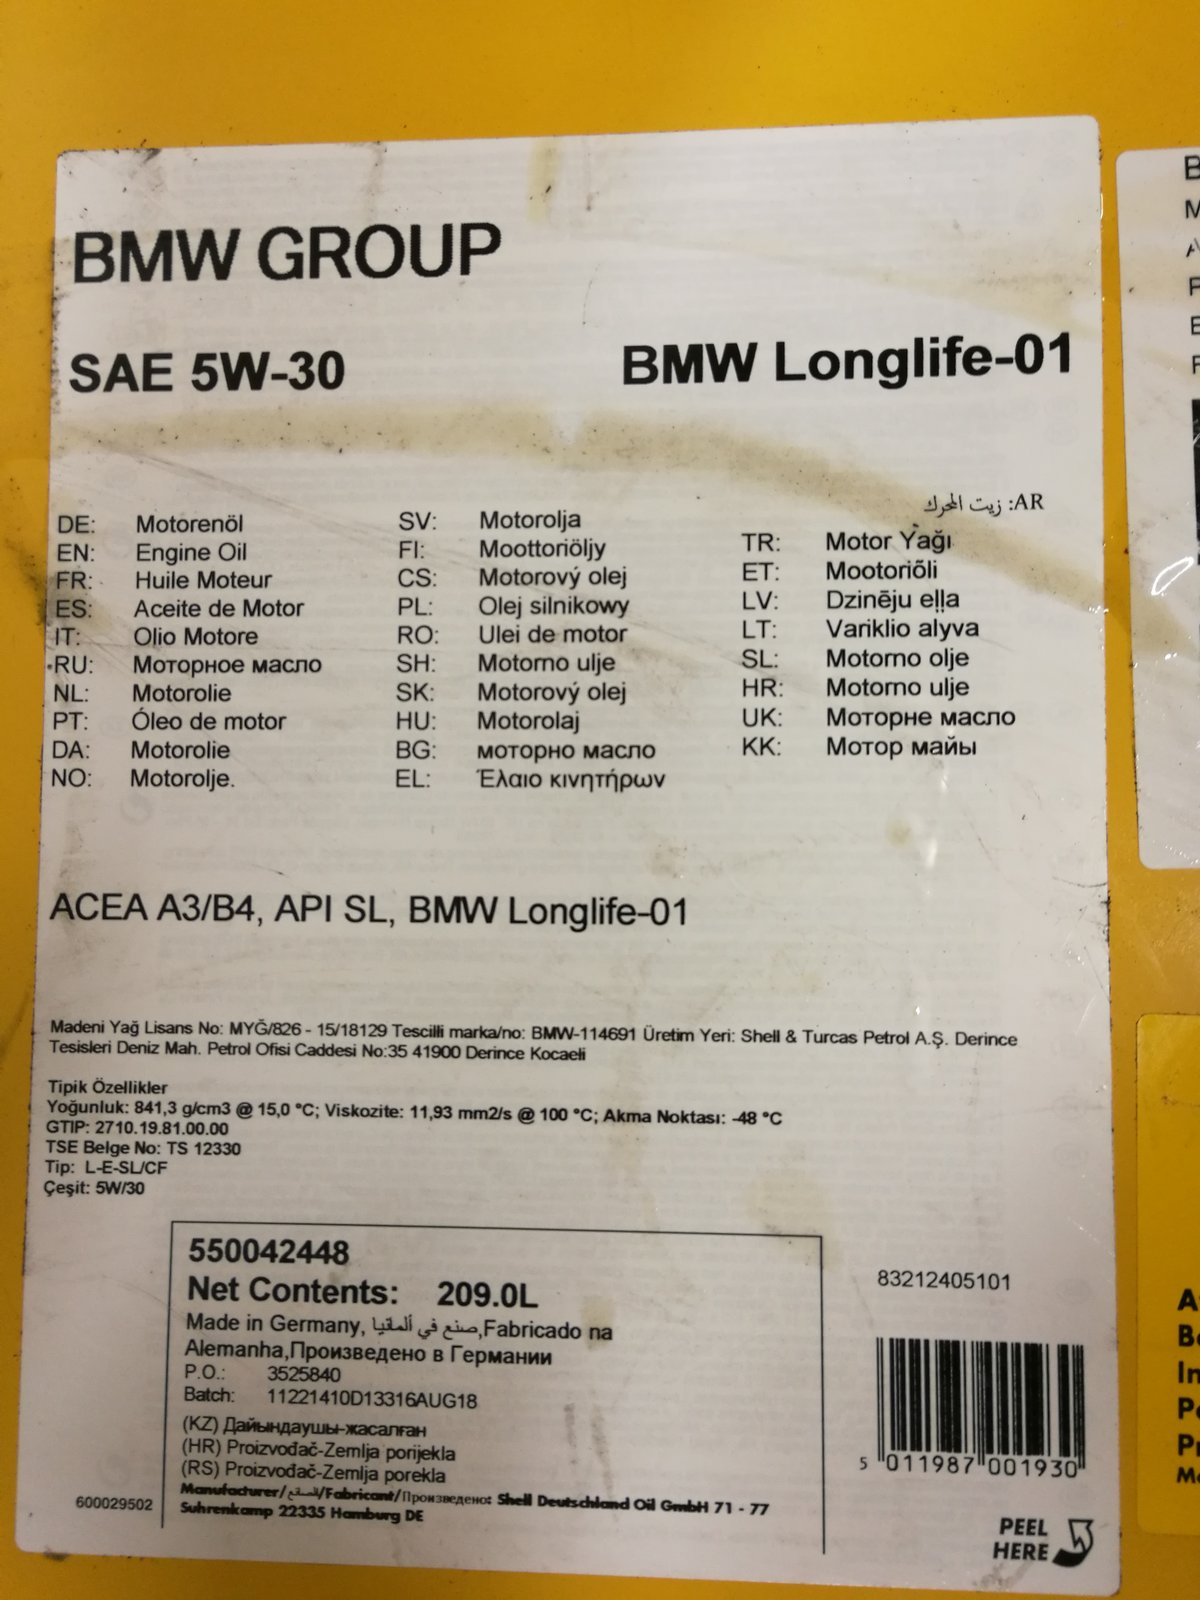 BMW GROUP
SAE 5W-30 BMW Longlife-01
AR: زيت المحرك
DE: Motorenöl
EN: Engine Oil
FR: Huile Moteur
ES: Aceite de Motor
IT: Olio Motore
RU: Моторное масло
NL: Motorolie
PT: Óleo de motor
DA: Motorolie
NO: Motorolje.
SV: Motorolja
FI: Moottoriöljy
CS: Motorový olej
PL: Olej silnikowy
RO: Ulei de motor
SH: Motorno ulje
SK: Motorový olej
HU: Motorolaj
BG: моторно масло
EL: Έλαιο κινητήρων
TR: Motor Yağı
ET: Mootoriõli
LV: Dzinēju eļļa
LT: Variklio alyva
SL: Motorno olje
HR: Motorno ulje
UK: Моторне масло
KK: Мотор майы
ACEA A3/B4, API SL, BMW Longlife-01
Madeni Yağ Lisans No: MYĞ/826 - 15/18129 Tescilli marka/no: BMW-114691 Üretim Yeri: Shell & Turcas Petrol A.Ş. Derince
Tesisleri Deniz Mah. Petrol Ofisi Caddesi No:35 41900 Derince Kocaeli
Tipik Özellikler
Yoğunluk: 841,3 g/cm3 @ 15,0 °C; Viskozite: 11,93 mm2/s @ 100 °C; Akma Noktası: -48 °C
GTIP: 2710.19.81.00.00
TSE Belge No: TS 12330
Tip: L-E-SL/CF
Çeşit: 5W/30
550042448
Net Contents: 209.0L
Made in Germany, صنع في ألمانيا,Fabricado na
Alemanha,Произведено в Германии
P.O.: 3525840
Batch: 11221410D13316AUG18
(KZ) Дайындаушы-жасалған
(HR) Proizvođač-Zemlja porijekla
(RS) Proizvođač-Zemlja porekla
Manufacturer/الصانع/Fabricant/Произведено: Shell Deutschland Oil GmbH 71 - 77
Suhrenkamp 22335 Hamburg DE
600029502
83212405101
5 011987 001930
PEEL
HERE